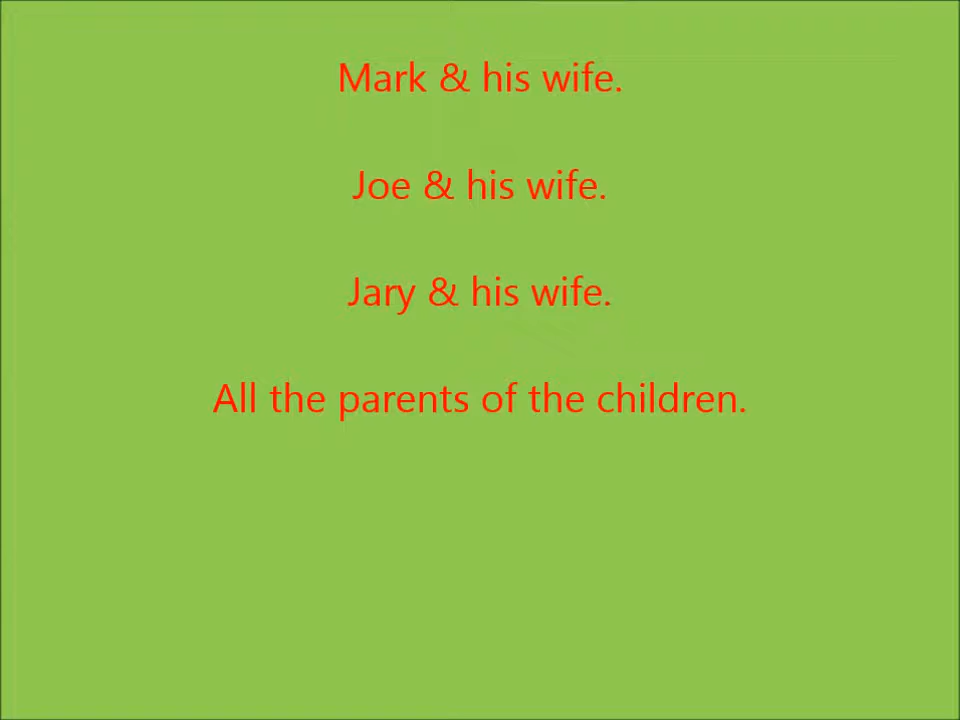 Mark & his wife.
Joe & his wife.
Jary & his wife.
All the parents of the children.